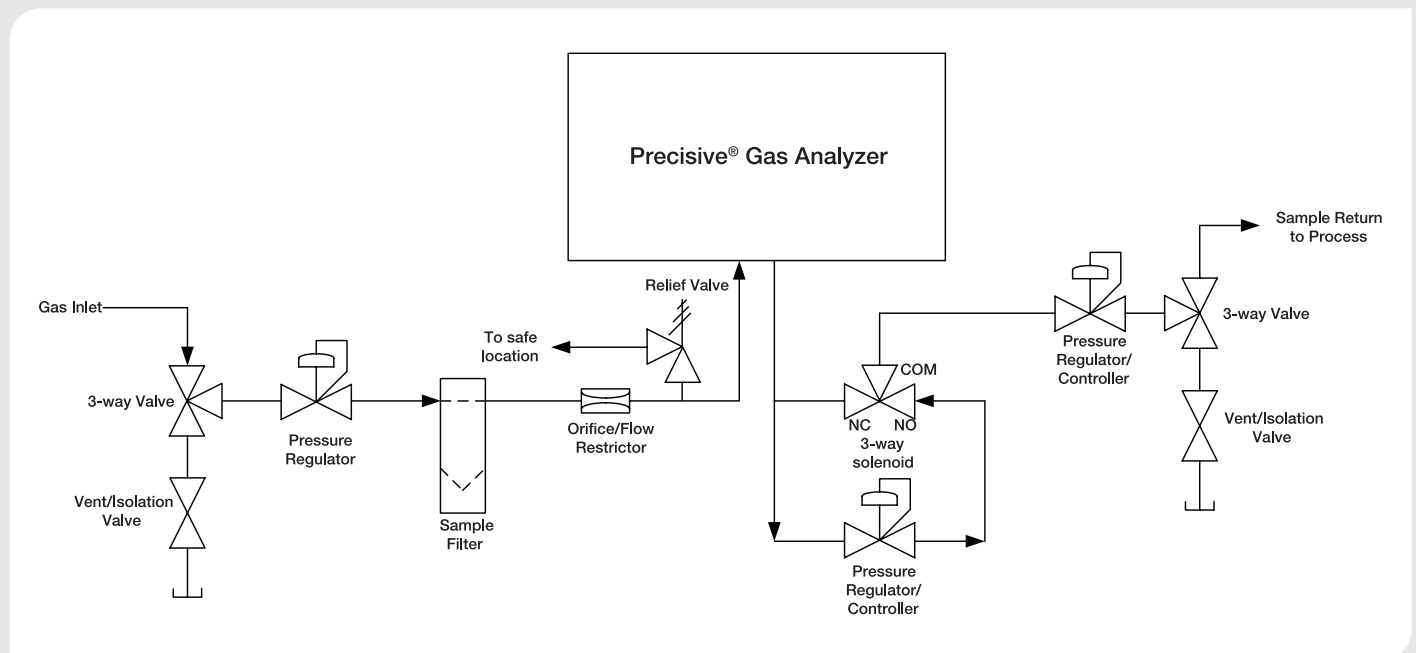 Precisive® Gas Analyzer
Gas Inlet
3-way Valve
Vent/Isolation
Valve
Pressure
Regulator
Sample
Filter
Orifice/Flow
Restrictor
To safe
location
Relief Valve
COM
NC NO
3-way
solenoid
Pressure
Regulator/
Controller
Pressure
Regulator/
Controller
Sample Return
to Process
3-way Valve
Vent/Isolation
Valve